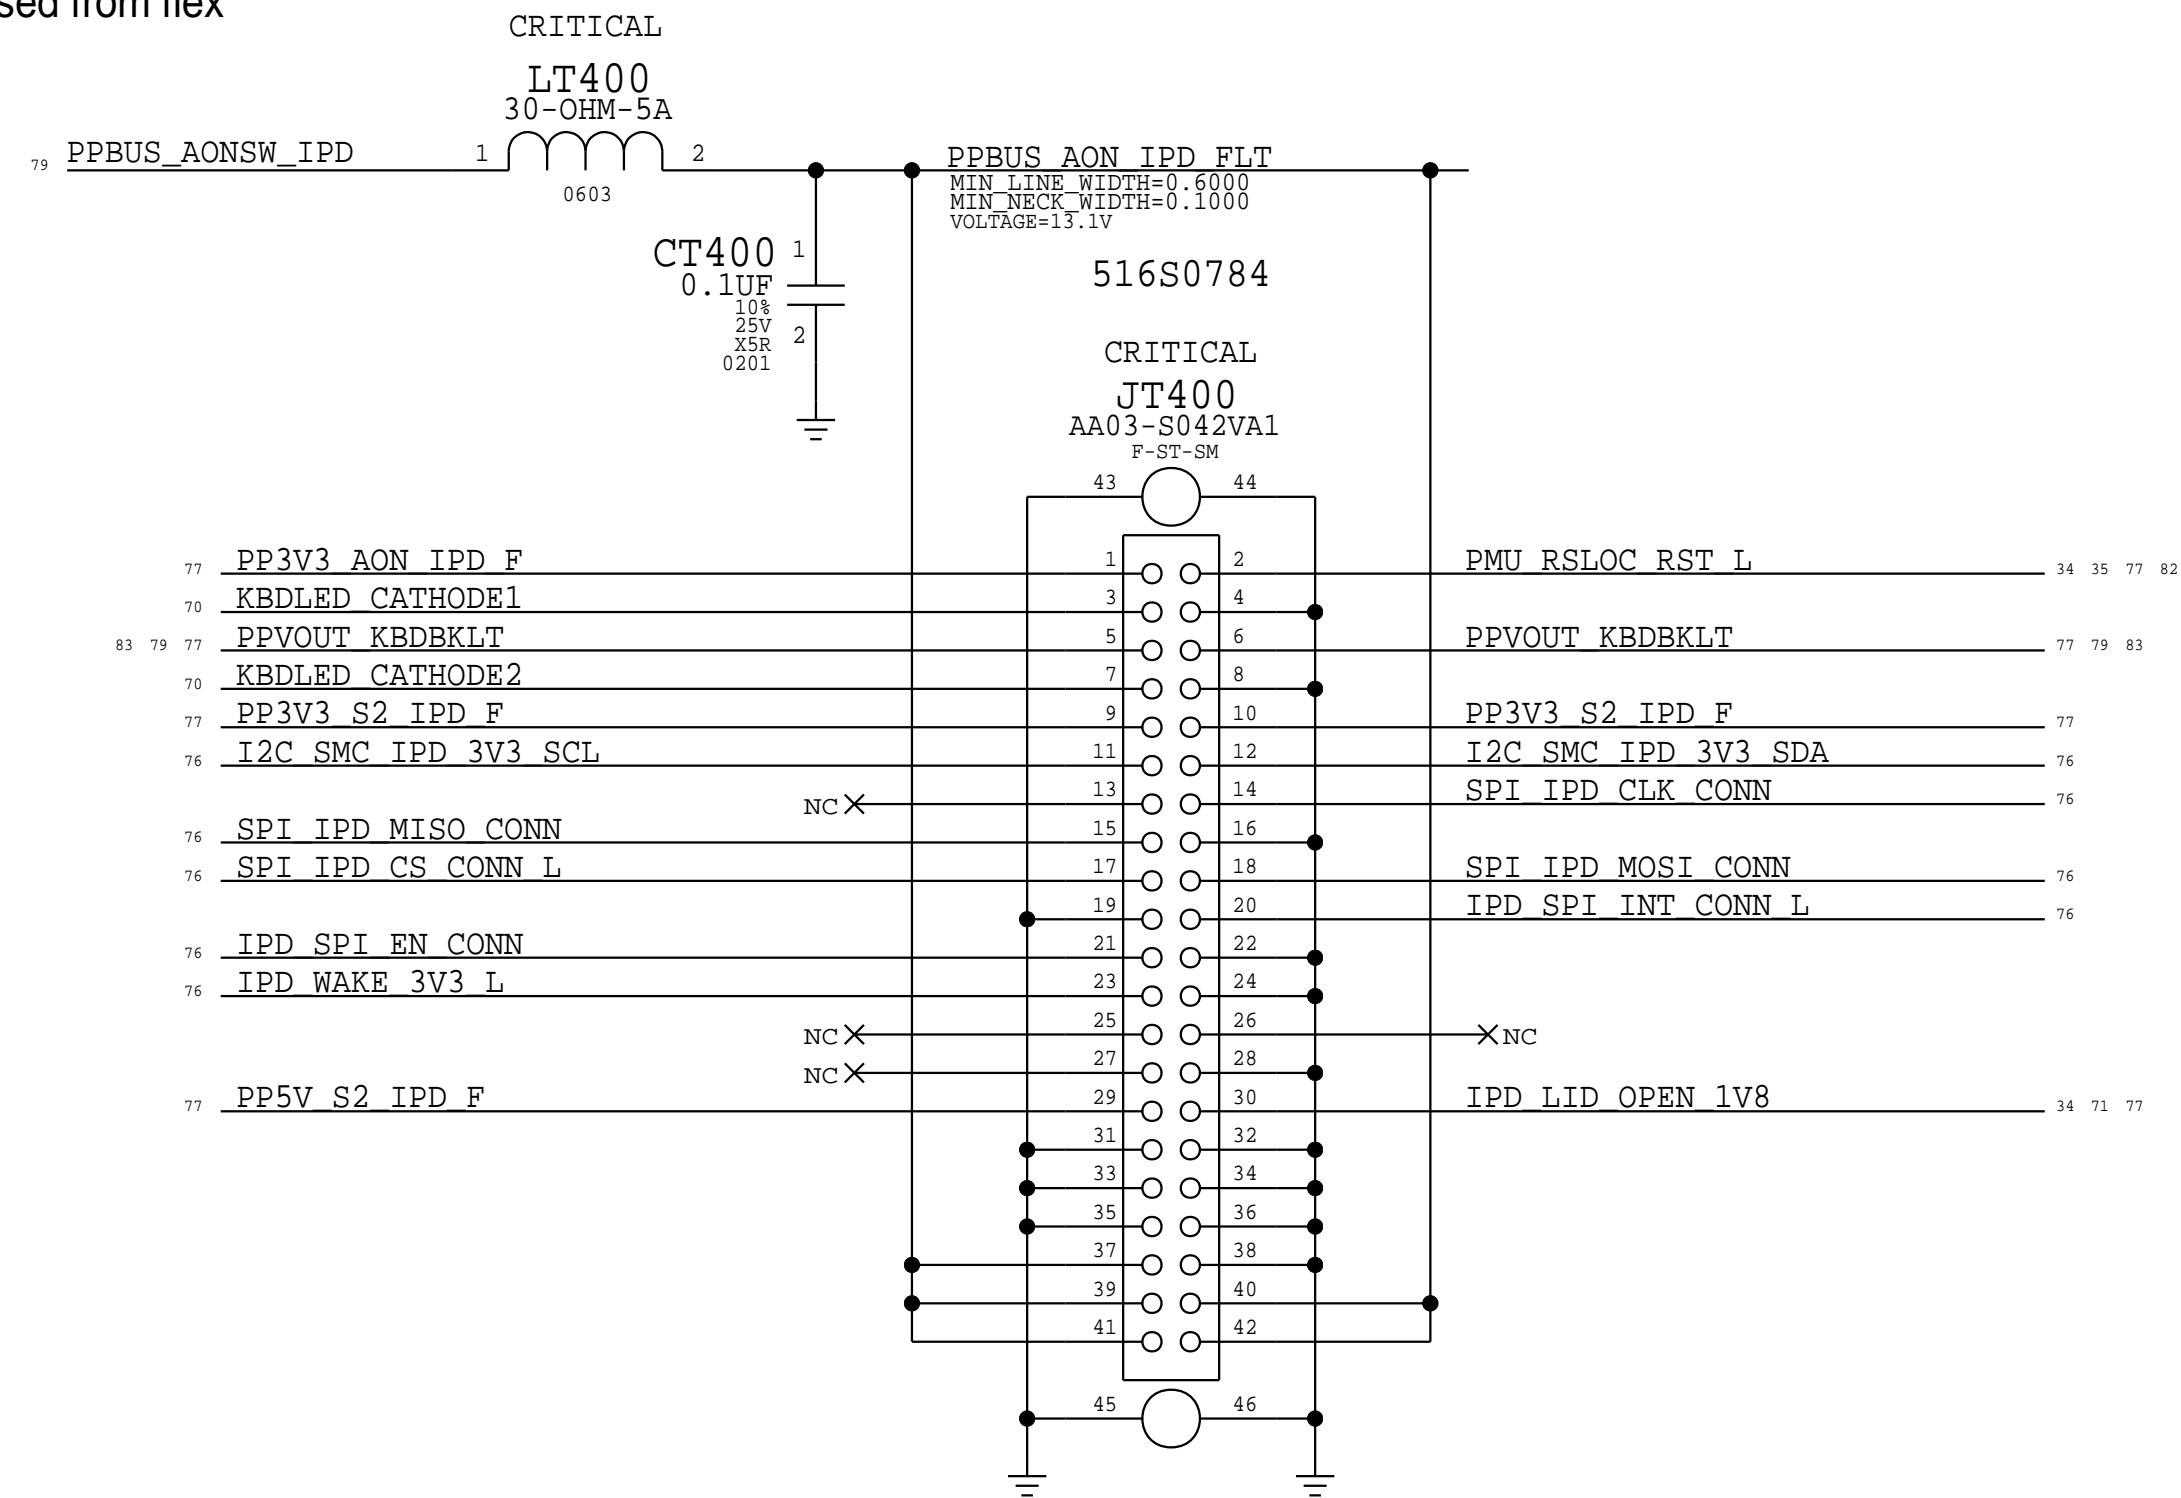 sed from flex
CRITICAL
LT400
30-OHM-5A
79 PPBUS_AONSW_IPD 1 2 PPBUS_AON_IPD_FLT
0603
MIN_LINE_WIDTH=0.6000
MIN_NECK_WIDTH=0.1000
VOLTAGE=13.1V
CT400 1
0.1UF
10%
25V
X5R
0201
2
516S0784
CRITICAL
JT400
AA03-S042VA1
F-ST-SM
43 44
77 PP3V3_AON_IPD_F 1 2 PMU_RSLOC_RST_L 34 35 77 82
70 KBDLED_CATHODE1 3 4
83 79 77 PPVOUT_KBDBKLT 5 6 PPVOUT_KBDBKLT 77 79 83
70 KBDLED_CATHODE2 7 8
77 PP3V3_S2_IPD_F 9 10 PP3V3_S2_IPD_F 77
76 I2C_SMC_IPD_3V3_SCL 11 12 I2C_SMC_IPD_3V3_SDA 76
NC 13 14 SPI_IPD_CLK_CONN 76
76 SPI_IPD_MISO_CONN 15 16
76 SPI_IPD_CS_CONN_L 17 18 SPI_IPD_MOSI_CONN 76
19 20 IPD_SPI_INT_CONN_L 76
76 IPD_SPI_EN_CONN 21 22
76 IPD_WAKE_3V3_L 23 24
NC 25 26 NC
NC 27 28
77 PP5V_S2_IPD_F 29 30 IPD_LID_OPEN_1V8 34 71 77
31 32
33 34
35 36
37 38
39 40
41 42
45 46